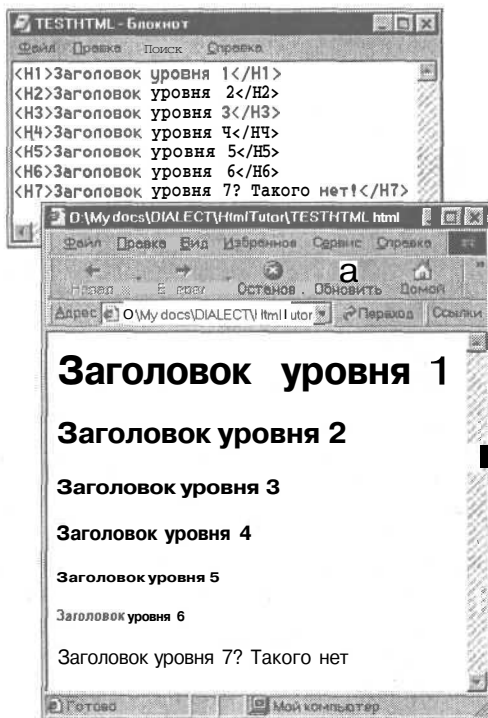 TESTHTML - Блокнот
Файл Правка Поиск Справка
<H1>Заголовок уровня 1</H1>
<H2>Заголовок уровня 2</H2>
<H3>Заголовок уровня 3</H3>
<H4>Заголовок уровня Ч</НЧ>
<H5>Заголовок уровня 5</H5>
<H6>Заголовок уровня 6</H6>
<H7>Заголовок уровня 7? Такого нет!</H7>
D:\My docs\DIALECT\HtmlTutor\TESTHTML.html
Файл Правка Вид Избранное Сервис Справка
Назад Останов. Обновить Домой
Адрес O\My docs\DIALECT\ Переход Ссылки
Заголовок уровня 1
Заголовок уровня 2
Заголовок уровня 3
Заголовок уровня 4
Заголовок уровня 5
Заголовок уровня 6
Заголовок уровня 7? Такого нет
Готово Мой компьютер